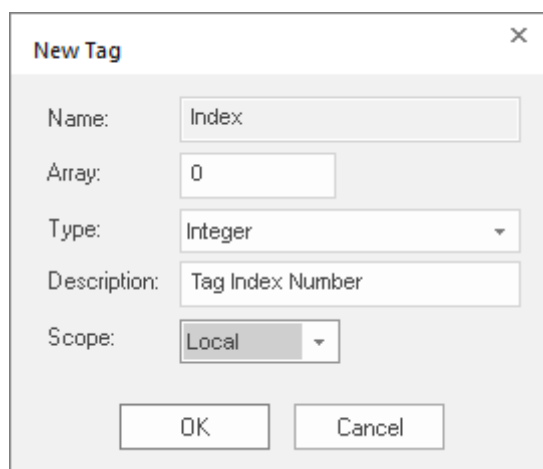 New Tag
Name: Index
Array: 0
Type: Integer
Description: Tag Index Number
Scope: Local
OK Cancel